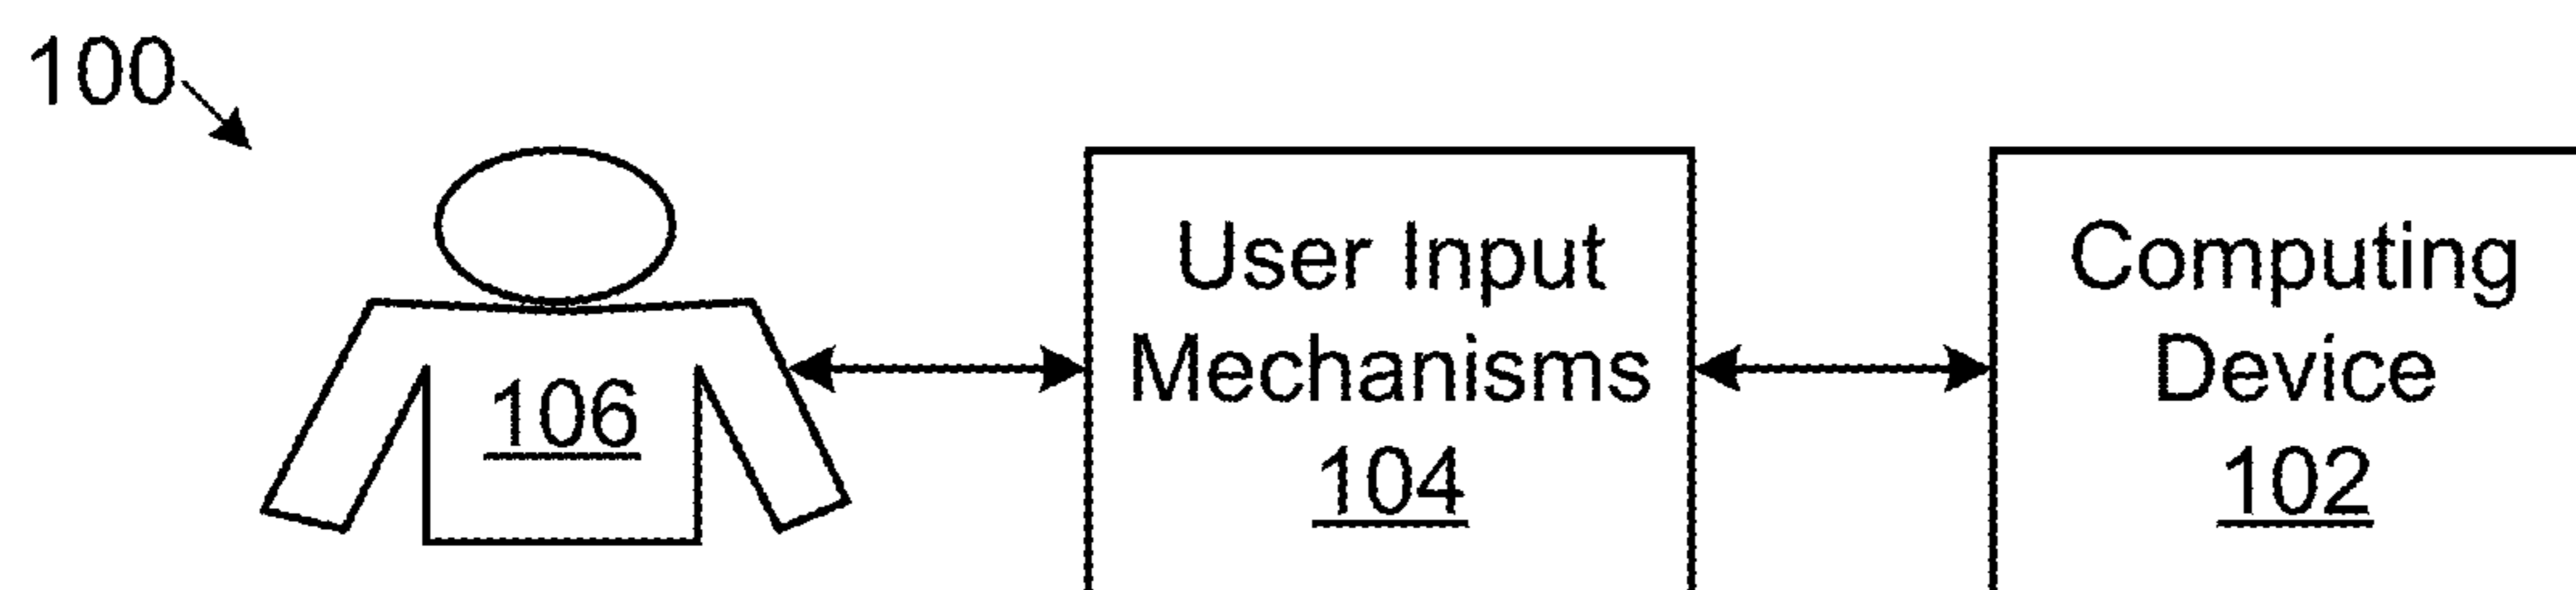 100
106
User Input
Mechanisms
104
Computing
Device
102